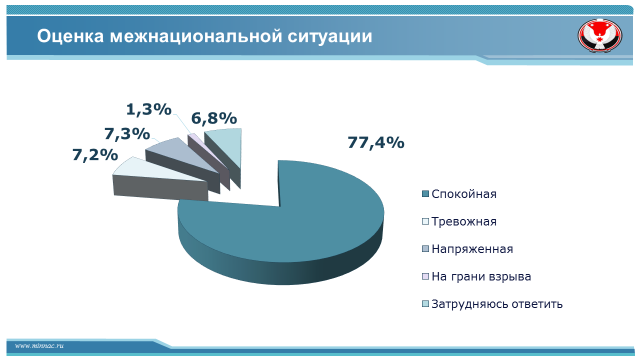 Оценка межнациональной ситуации
1,3%
6,8%
7,3%
77,4%
7,2%
Спокойная
Тревожная
Напряженная
На грани взрыва
Затрудняюсь ответить
www.minnac.ru